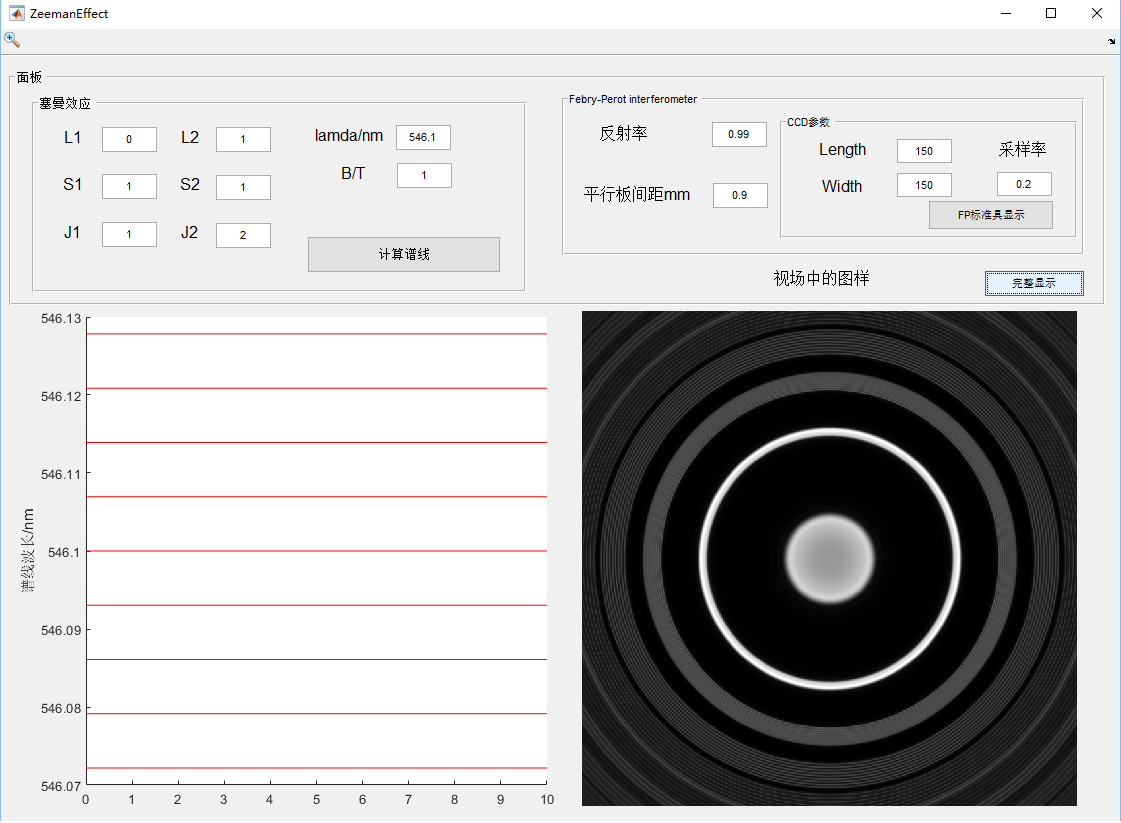 ZeemanEffect
面板
塞曼效应
L1 0 L2 1 lamda/nm 546.1
B/T 1
S1 1 S2 1
J1 1 J2 2
计算谱线
Febry-Perot interferometer
反射率 0.99
平行板间距mm 0.9
CCD参数
Length 150 采样率
Width 150 0.2
FP标准具显示
视场中的图样 完整显示
546.13
546.12
546.11
546.1
546.09
546.08
546.07
谱线波长/nm
0 1 2 3 4 5 6 7 8 9 10